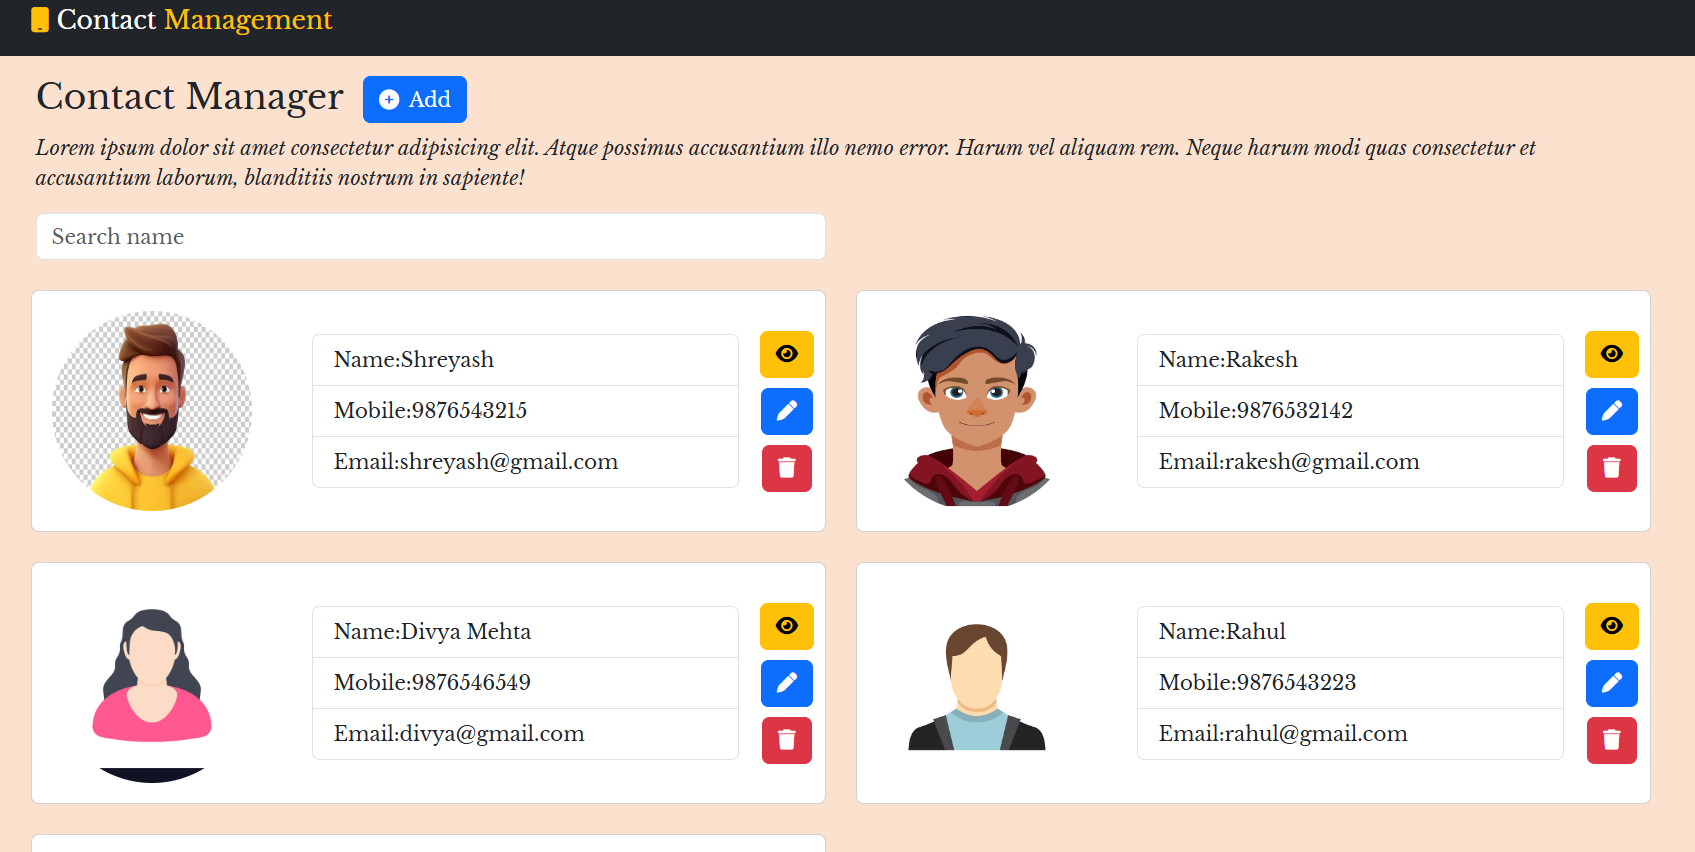 Contact Management
Contact Manager
Add
Lorem ipsum dolor sit amet consectetur adipisicing elit. Atque possimus accusantium illo nemo error. Harum vel aliquam rem. Neque harum modi quas consectetur et
accusantium laborum, blanditiis nostrum in sapiente!
Search name
Name:Shreyash
Mobile:9876543215
Email:shreyash@gmail.com
Name:Rakesh
Mobile:9876532142
Email:rakesh@gmail.com
Name:Divya Mehta
Mobile:9876546549
Email:divya@gmail.com
Name:Rahul
Mobile:9876543223
Email:rahul@gmail.com